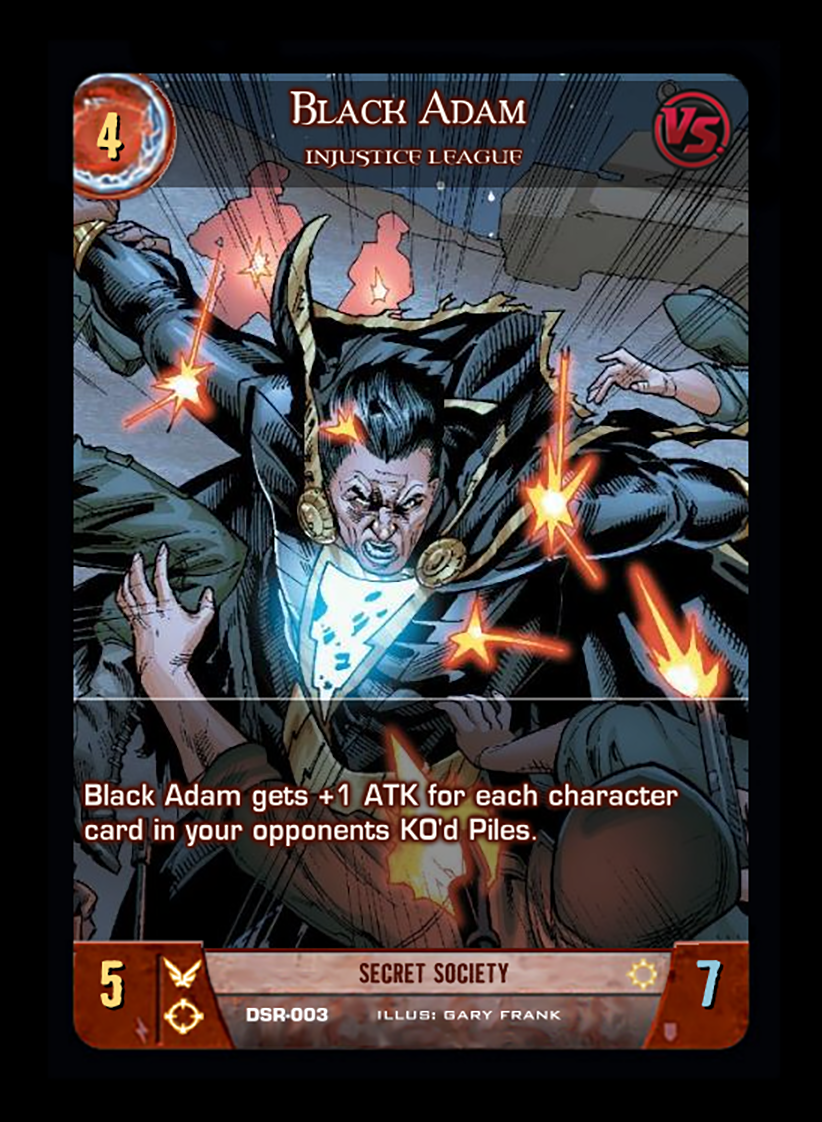 4
BLACK ADAM
INJUSTICE LEAGUE
VS.
Black Adam gets +1 ATK for each character
card in your opponents KO'd Piles.
5
SECRET SOCIETY
7
DSR-003
ILLUS: GARY FRANK